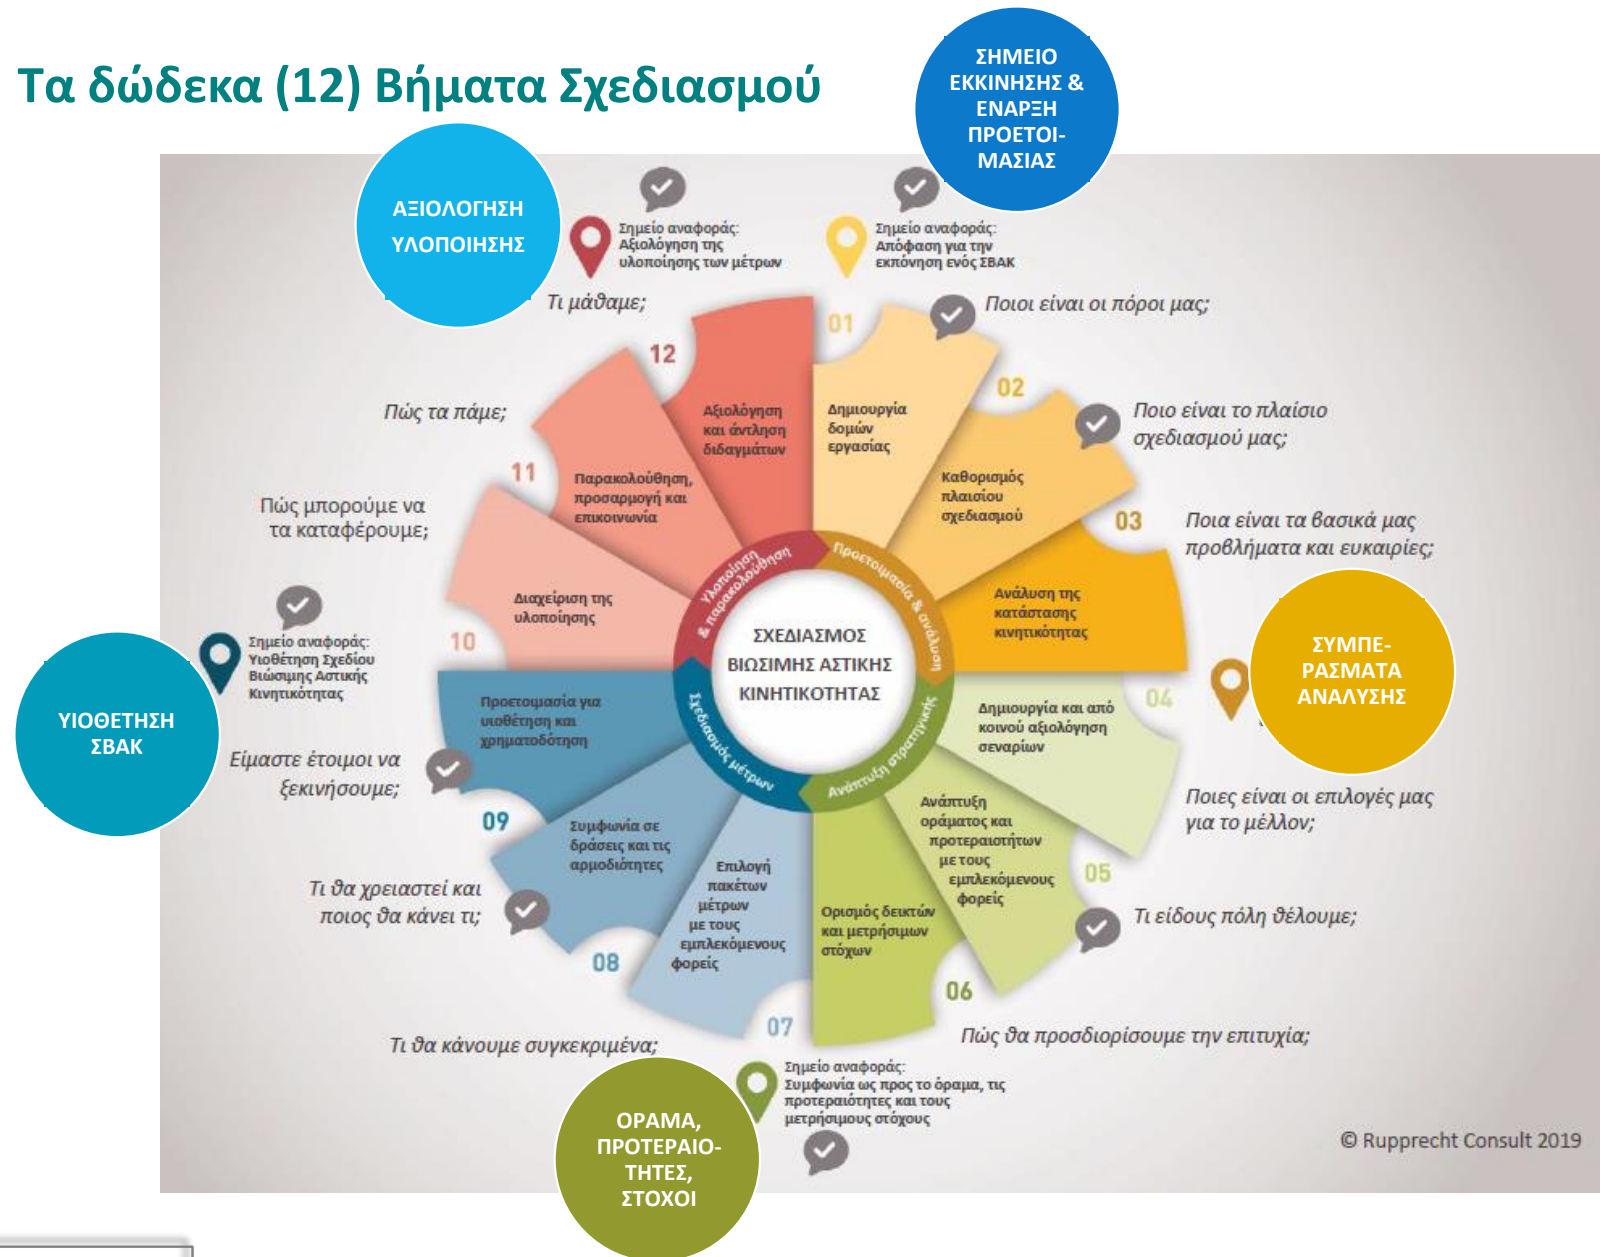 Τα δώδεκα (12) Βήματα Σχεδιασμού
ΣΗΜΕΙΟ
ΕΚΚΙΝΗΣΗΣ &
ΕΝΑΡΞΗ
ΠΡΟΕΤΟΙ-
ΜΑΣΙΑΣ
ΑΞΙΟΛΟΓΗΣΗ
ΥΛΟΠΟΙΗΣΗΣ
Σημείο αναφοράς:
Αξιολόγηση της
υλοποίησης των μέτρων
Σημείο αναφοράς:
Απόφαση για την
εκπόνηση ενός ΣΒΑΚ
Τι μάθαμε;
Ποιοι είναι οι πόροι μας;
01
Δημιουργία
δομών
εργασίας
02
Ποιο είναι το πλαίσιο
σχεδιασμού μας;
Καθορισμός
πλαισίου
σχεδιασμού
03
Ποια είναι τα βασικά μας
προβλήματα και ευκαιρίες;
Ανάλυση της
κατάστασης
κινητικότητας
ΣΥΜΠΕ-
ΡΑΣΜΑΤΑ
ΑΝΑΛΥΣΗΣ
04
Δημιουργία και από
κοινού αξιολόγηση
σεναρίων
Ποιες είναι οι επιλογές μας
για το μέλλον;
05
Ανάπτυξη
οράματος και
προτεραιοτήτων
με τους
εμπλεκόμενους
φορείς
Τι είδους πόλη θέλουμε;
06
Ορισμός δεικτών
και μετρήσιμων
στόχων
Πώς θα προσδιορίσουμε την επιτυχία;
Σημείο αναφοράς:
Συμφωνία ως προς το όραμα, τις
προτεραιότητες και τους
μετρήσιμους στόχους
ΟΡΑΜΑ,
ΠΡΟΤΕΡΑΙΟ-
ΤΗΤΕΣ,
ΣΤΟΧΟΙ
07
Επιλογή
πακέτων
μέτρων
με τους
εμπλεκόμενους
φορείς
Τι θα κάνουμε συγκεκριμένα;
08
Συμφωνία σε
δράσεις και τις
αρμοδιότητες
Τι θα χρειαστεί και
ποιος θα κάνει τι;
09
Προετοιμασία για
υιοθέτηση και
χρηματοδότηση
Είμαστε έτοιμοι να
ξεκινήσουμε;
ΥΙΟΘΕΤΗΣΗ
ΣΒΑΚ
Σημείο αναφοράς:
Υιοθέτηση Σχεδίου
Βιώσιμης Αστικής
Κινητικότητας
10
Διαχείριση της
υλοποίησης
Πώς μπορούμε να
τα καταφέρουμε;
11
Παρακολούθηση,
προσαρμογή και
επικοινωνία
Πώς τα πάμε;
12
Αξιολόγηση
και άντληση
διδαγμάτων
Προετοιμασία & ανάλυση
Ανάπτυξη στρατηγικής
Σχεδιασμός μέτρων
Υλοποίηση
& παρακολούθηση
ΣΧΕΔΙΑΣΜΟΣ
ΒΙΩΣΙΜΗΣ ΑΣΤΙΚΗΣ
ΚΙΝΗΤΙΚΟΤΗΤΑΣ
© Rupprecht Consult 2019